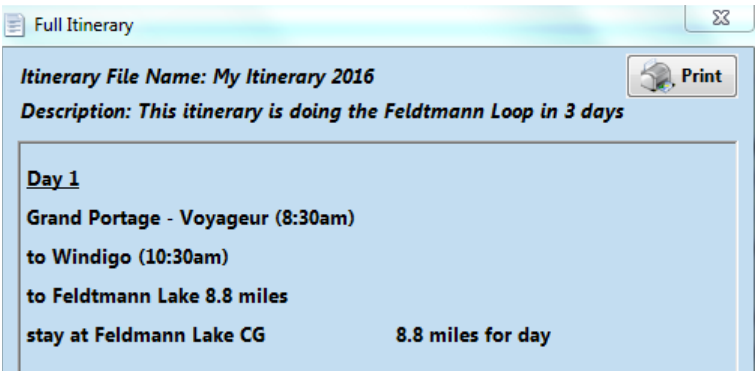 Full Itinerary
Itinerary File Name: My Itinerary 2016
Print
Description: This itinerary is doing the Feldtmann Loop in 3 days
Day 1
Grand Portage - Voyageur (8:30am)
to Windigo (10:30am)
to Feldtmann Lake 8.8 miles
stay at Feldmann Lake CG 8.8 miles for day